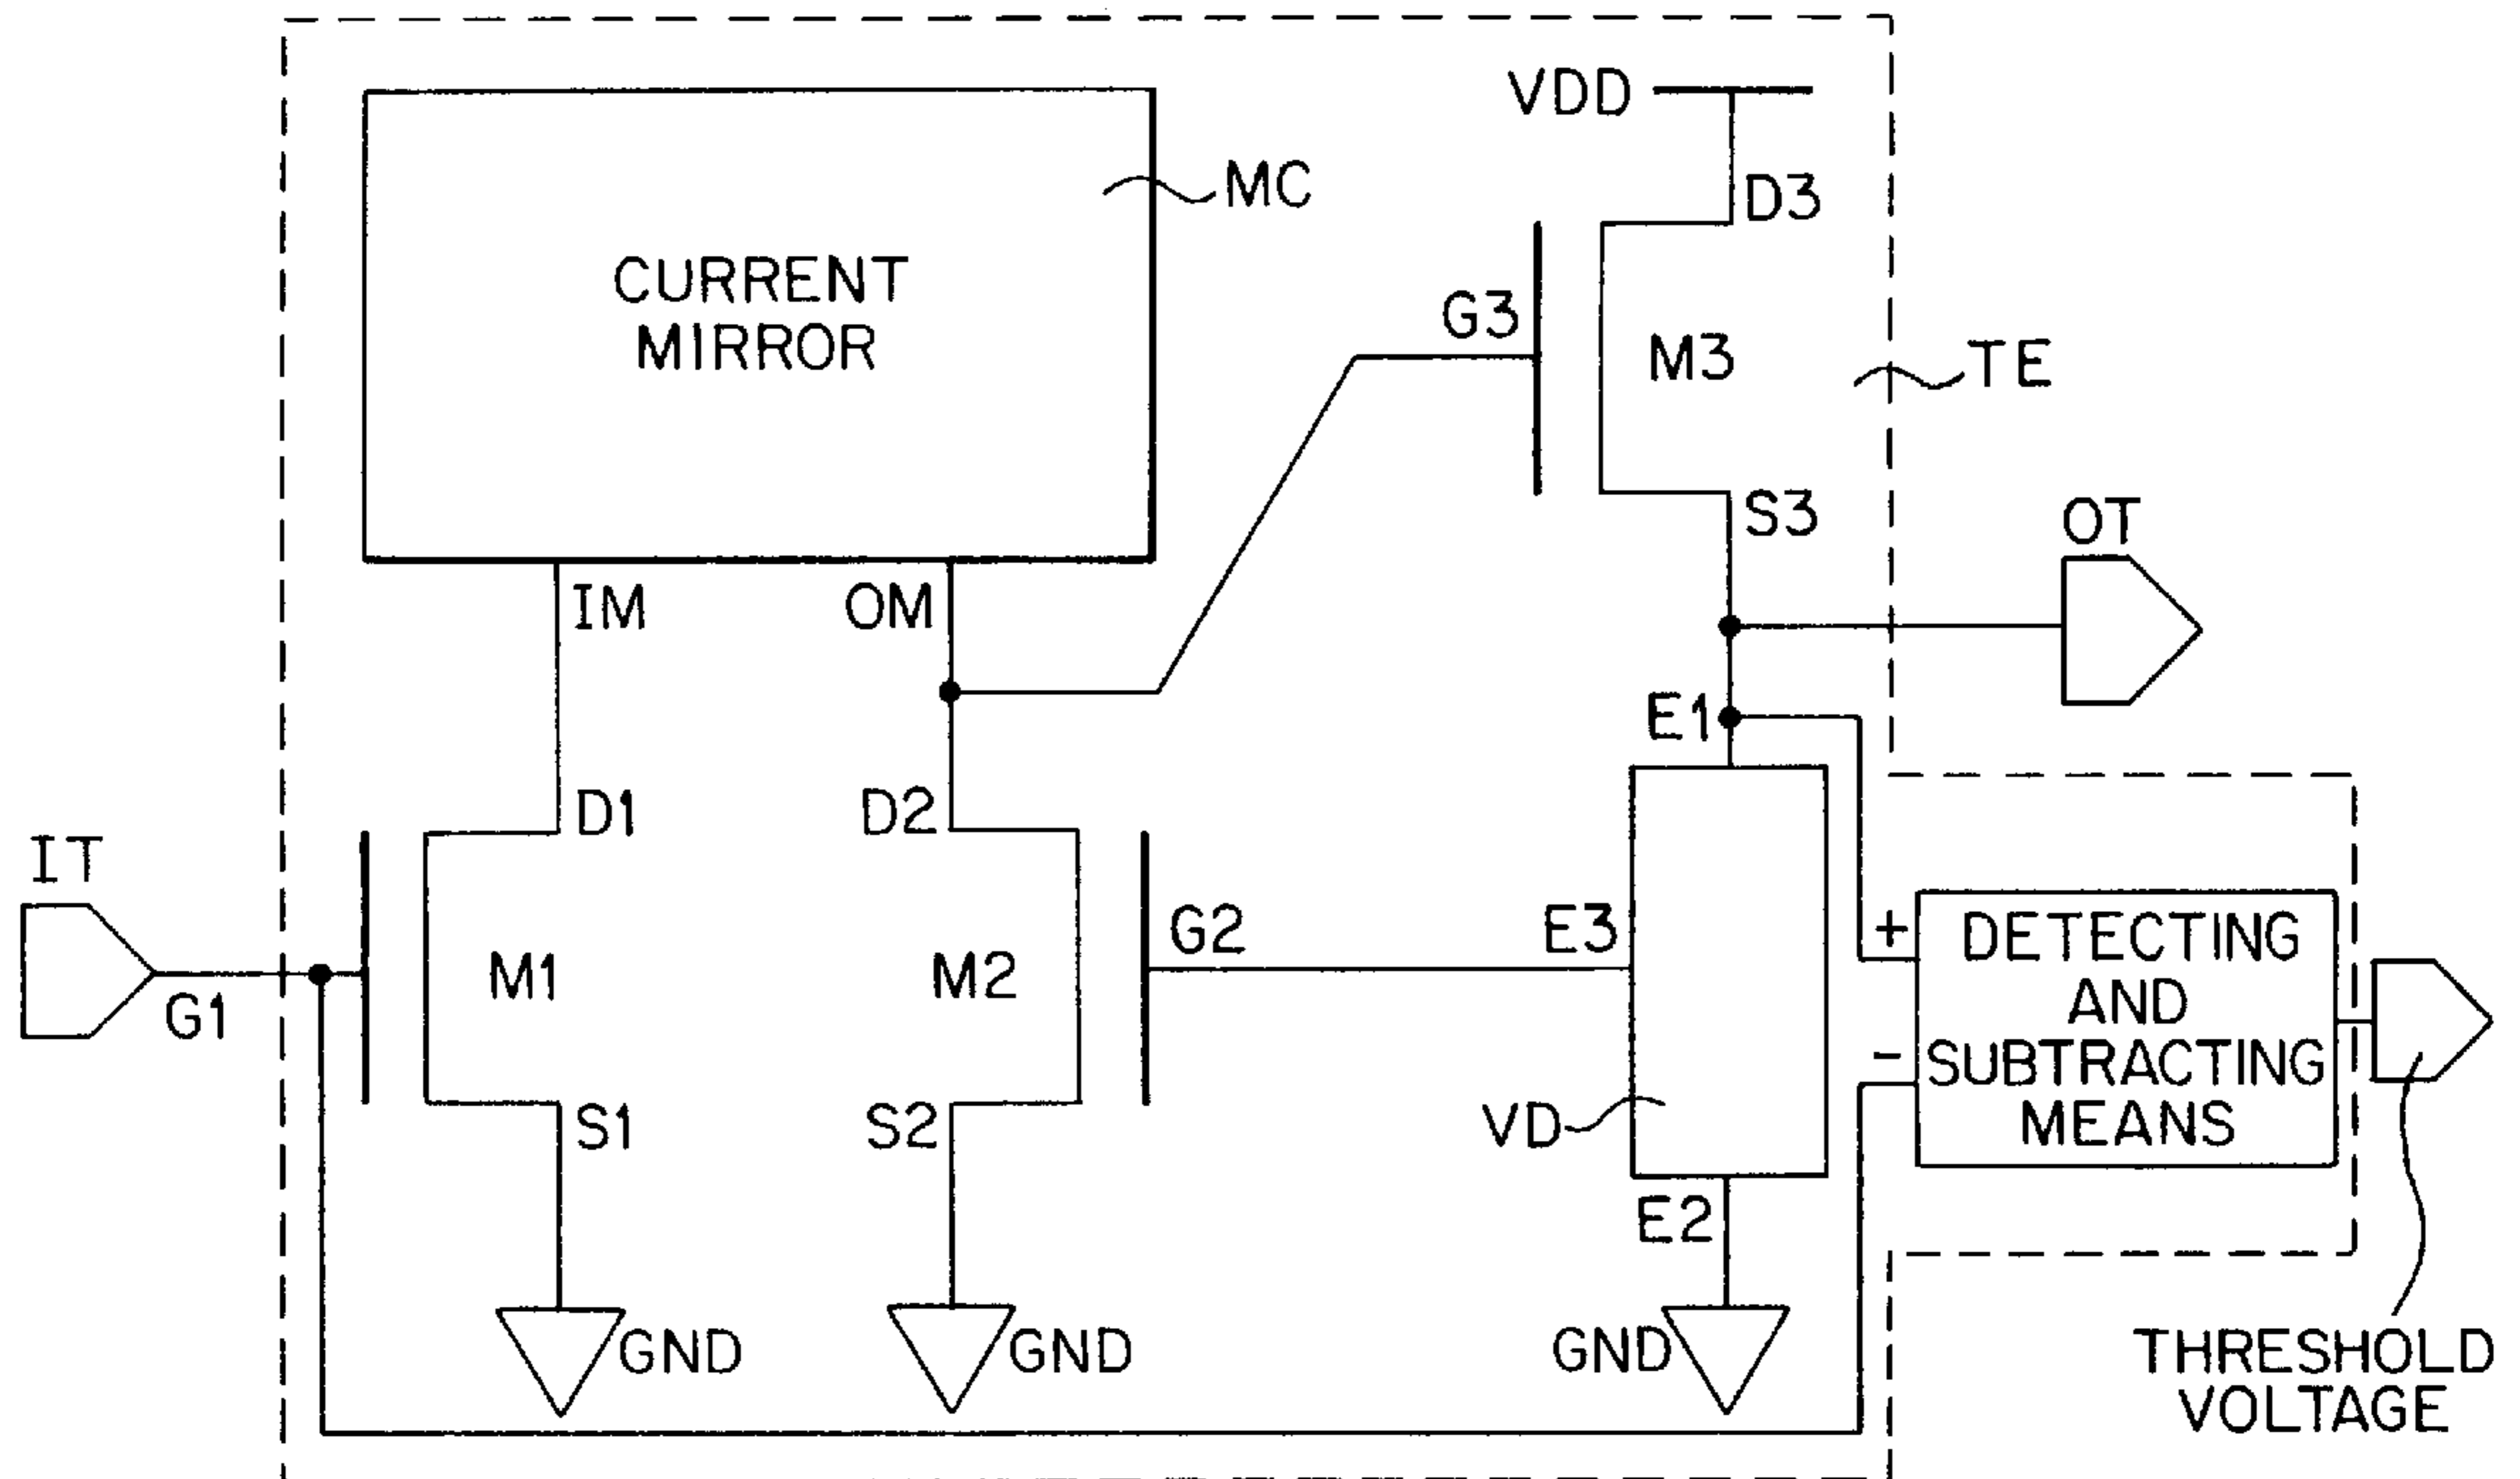 VDD
MC
D3
CURRENT
MIRROR
G3
M3
TE
S3
OT
IM
OM
E1
D1
D2
IT
G2
E3
+
DETECTING
AND
SUBTRACTING
MEANS
-
M1
M2
G1
S1
S2
VD
E2
GND
GND
GND
THRESHOLD
VOLTAGE